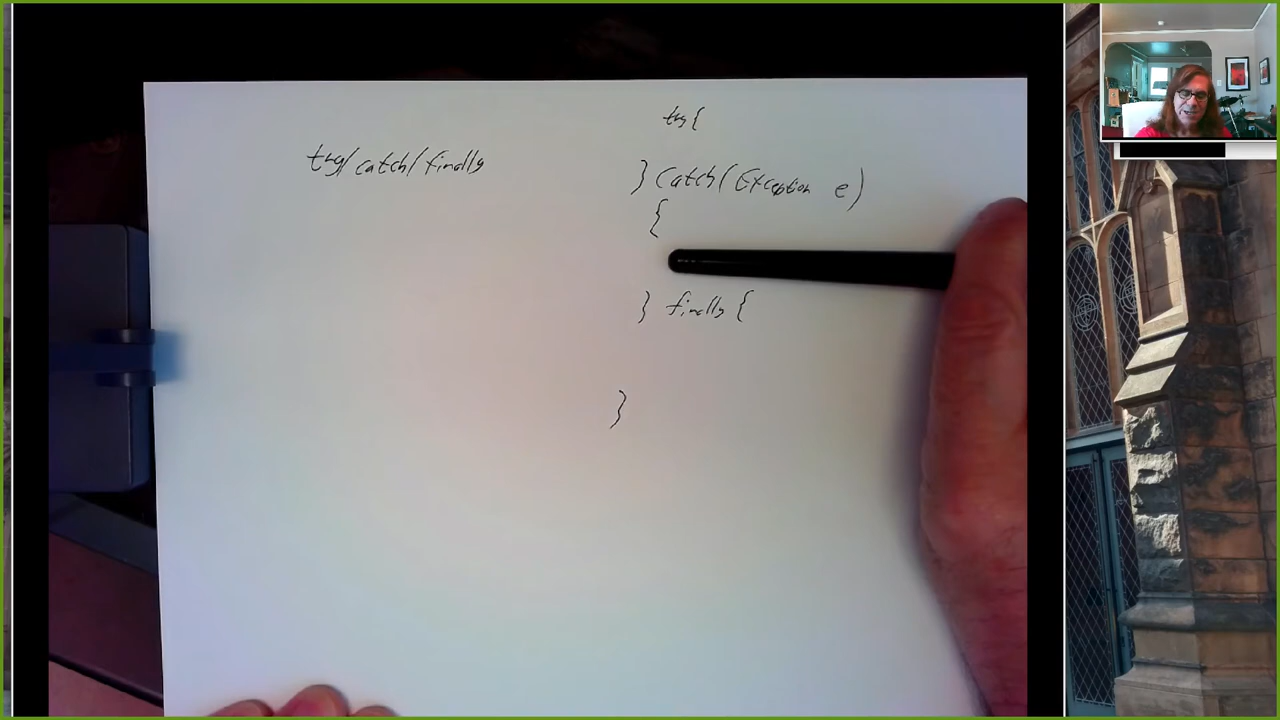 try/catch/finally
try{
} catch(Exception e)
{
} finally {
}